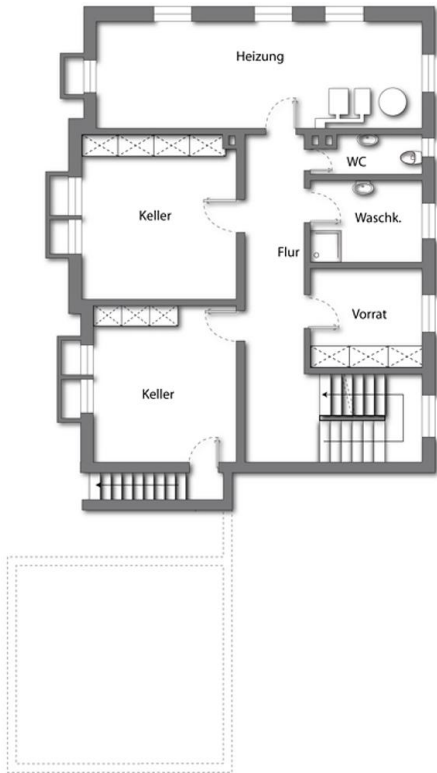 Heizung
WC
Keller
Waschk.
Flur
Vorrat
Keller